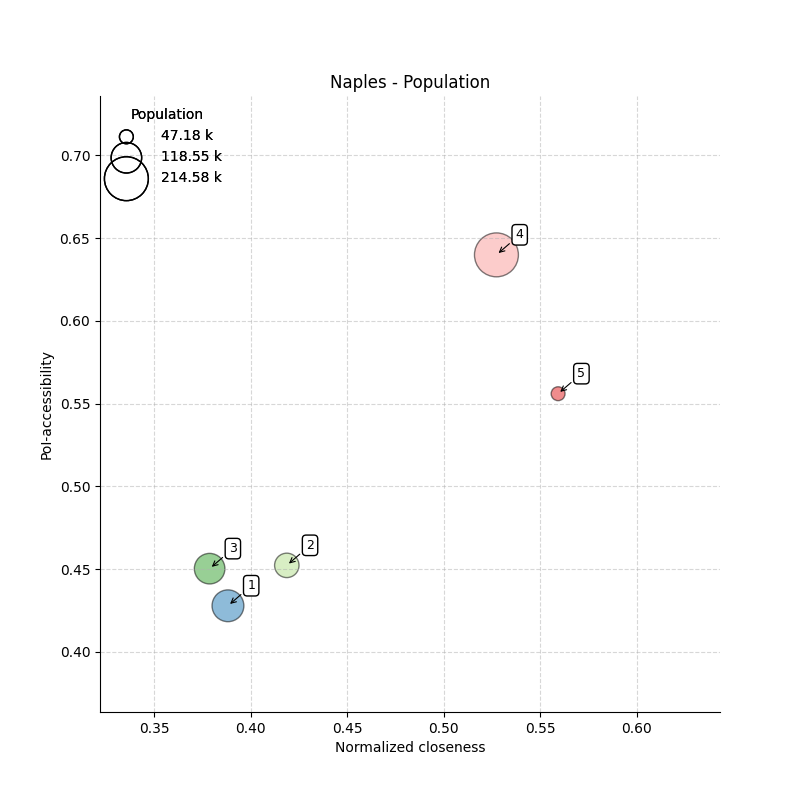 Naples - Population
Population
47.18 k
118.55 k
214.58 k
0.70
0.65
0.60
0.55
0.50
0.45
0.40
PoI-accessibility
4
5
3
2
1
0.35 0.40 0.45 0.50 0.55 0.60
Normalized closeness